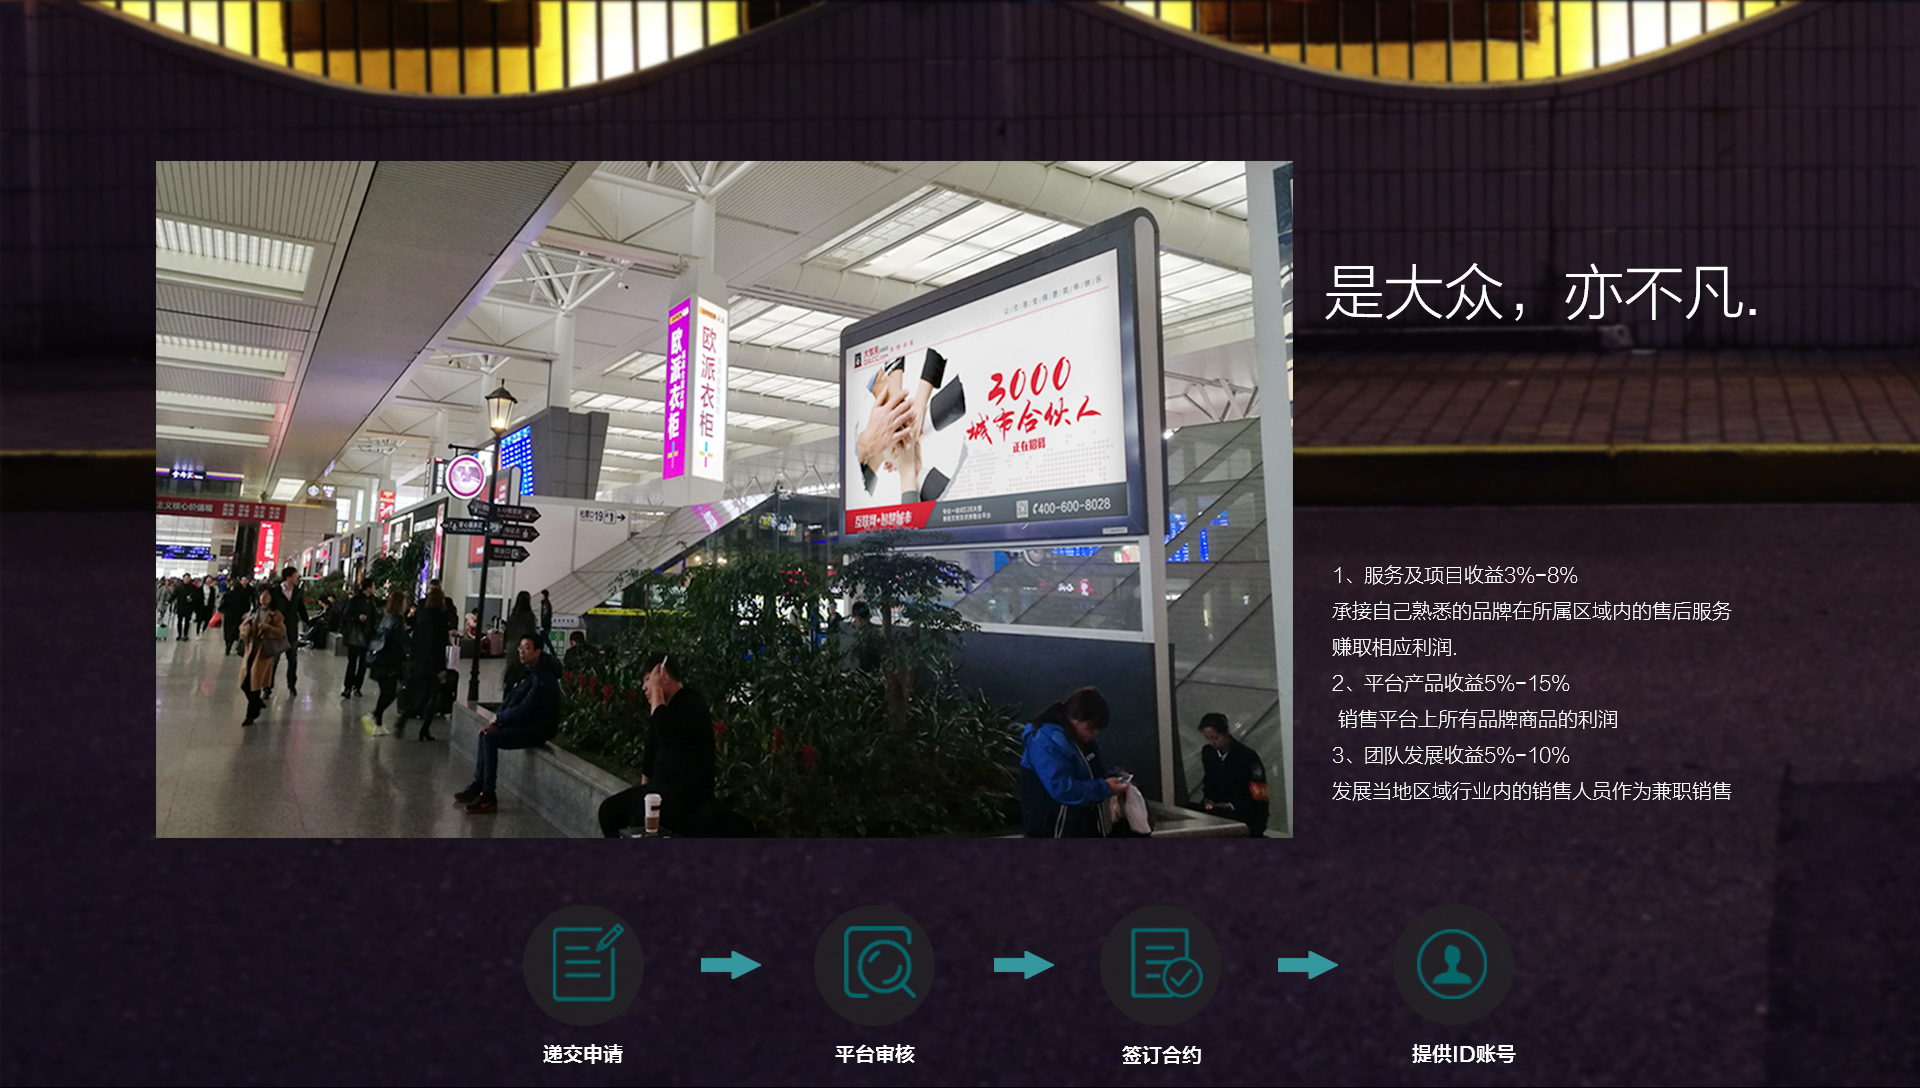 是大众，亦不凡.
欧派衣柜
欧派衣柜
3000
城市合伙人
正在招募
互联网+智慧城市
400-600-8028
检票口19
1、服务及项目收益3%-8%
承接自己熟悉的品牌在所属区域内的售后服务
赚取相应利润.
2、平台产品收益5%-15%
销售平台上所有品牌商品的利润
3、团队发展收益5%-10%
发展当地区域行业内的销售人员作为兼职销售
递交申请
平台审核
签订合约
提供ID账号